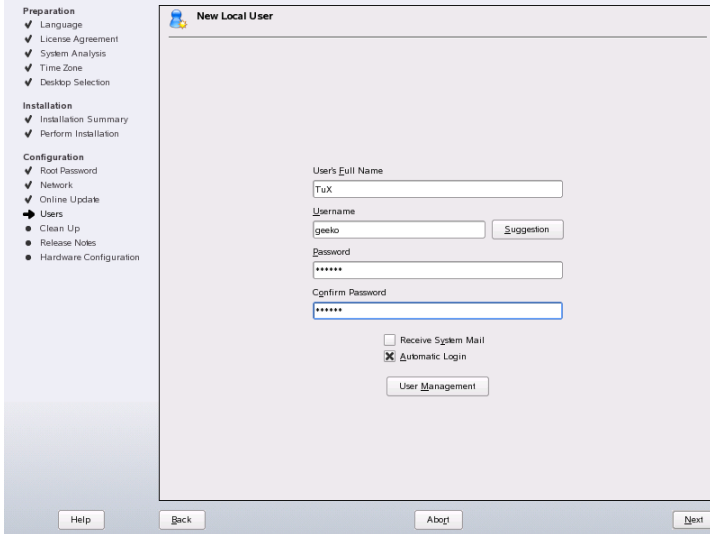 Preparation
Language
License Agreement
System Analysis
Time Zone
Desktop Selection
Installation
Installation Summary
Perform Installation
Configuration
Root Password
Network
Online Update
Users
Clean Up
Release Notes
Hardware Configuration
New Local User
User's Full Name
TuX
Username
geeko
Suggestion
Password
******
Confirm Password
******
Receive System Mail
Automatic Login
User Management
Help
Back
Abort
Next